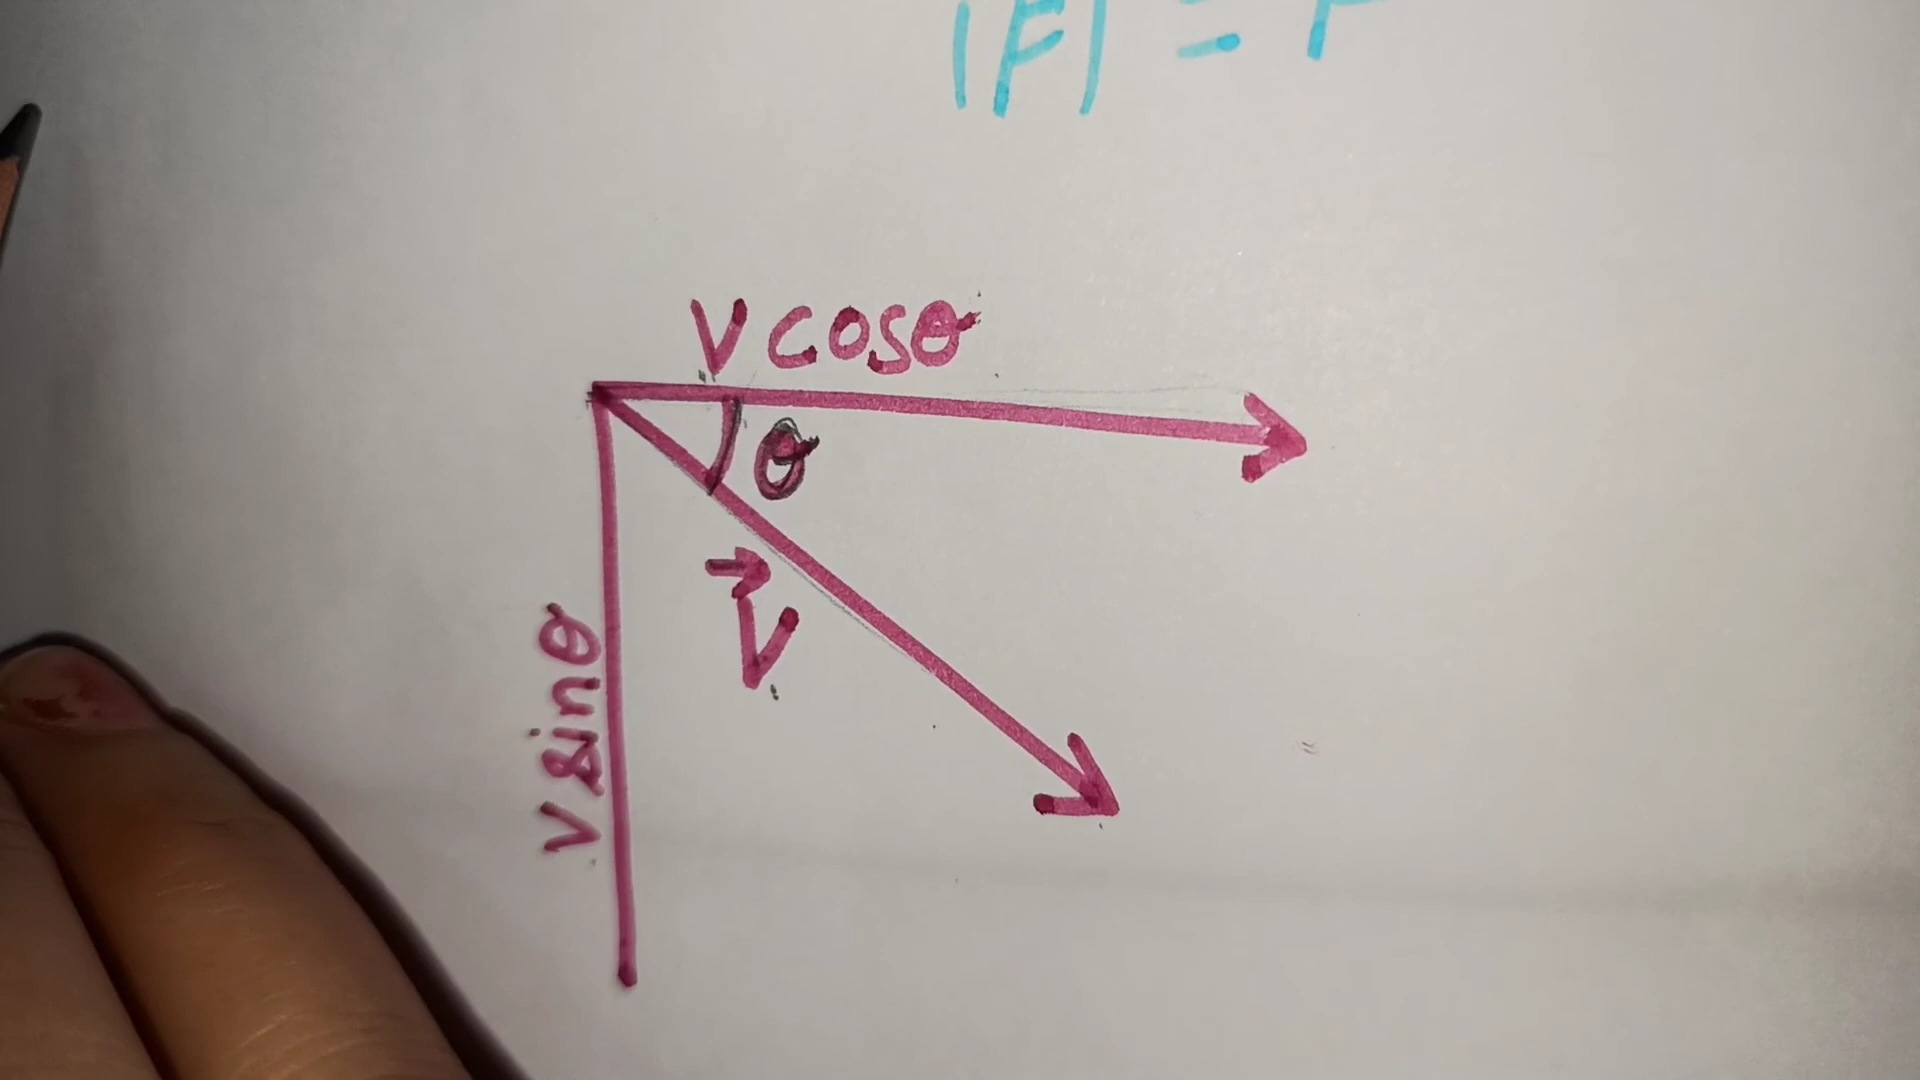 |F| =
V cosθ
θ
V⃗
V sinθ